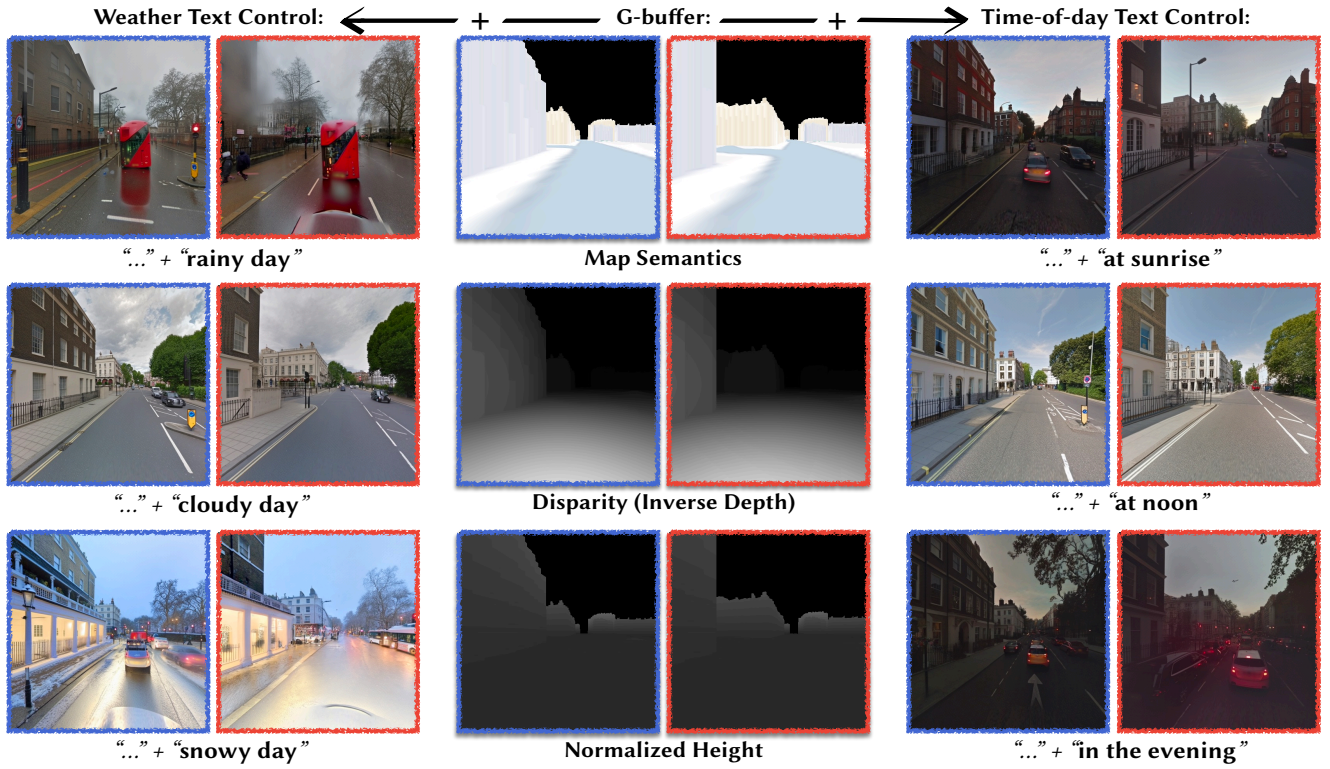 Weather Text Control: + G-buffer: + Time-of-day Text Control:
“...” + “rainy day”
Map Semantics
“...” + “at sunrise”
“...” + “cloudy day”
Disparity (Inverse Depth)
“...” + “at noon”
“...” + “snowy day”
Normalized Height
“...” + “in the evening”